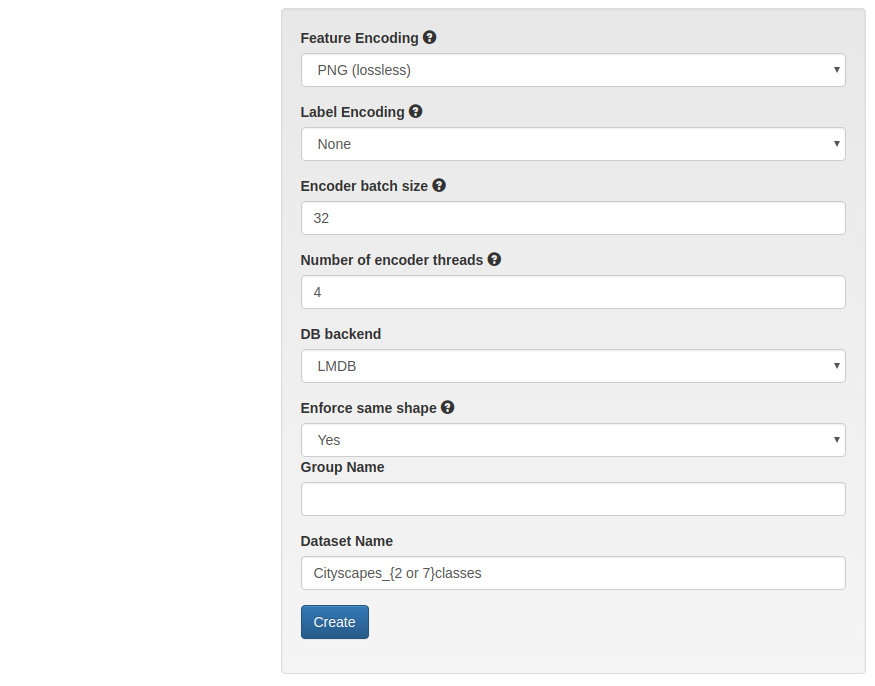 Feature Encoding
PNG (lossless)
Label Encoding
None
Encoder batch size
32
Number of encoder threads
4
DB backend
LMDB
Enforce same shape
Yes
Group Name
Dataset Name
Cityscapes_{2 or 7}classes
Create